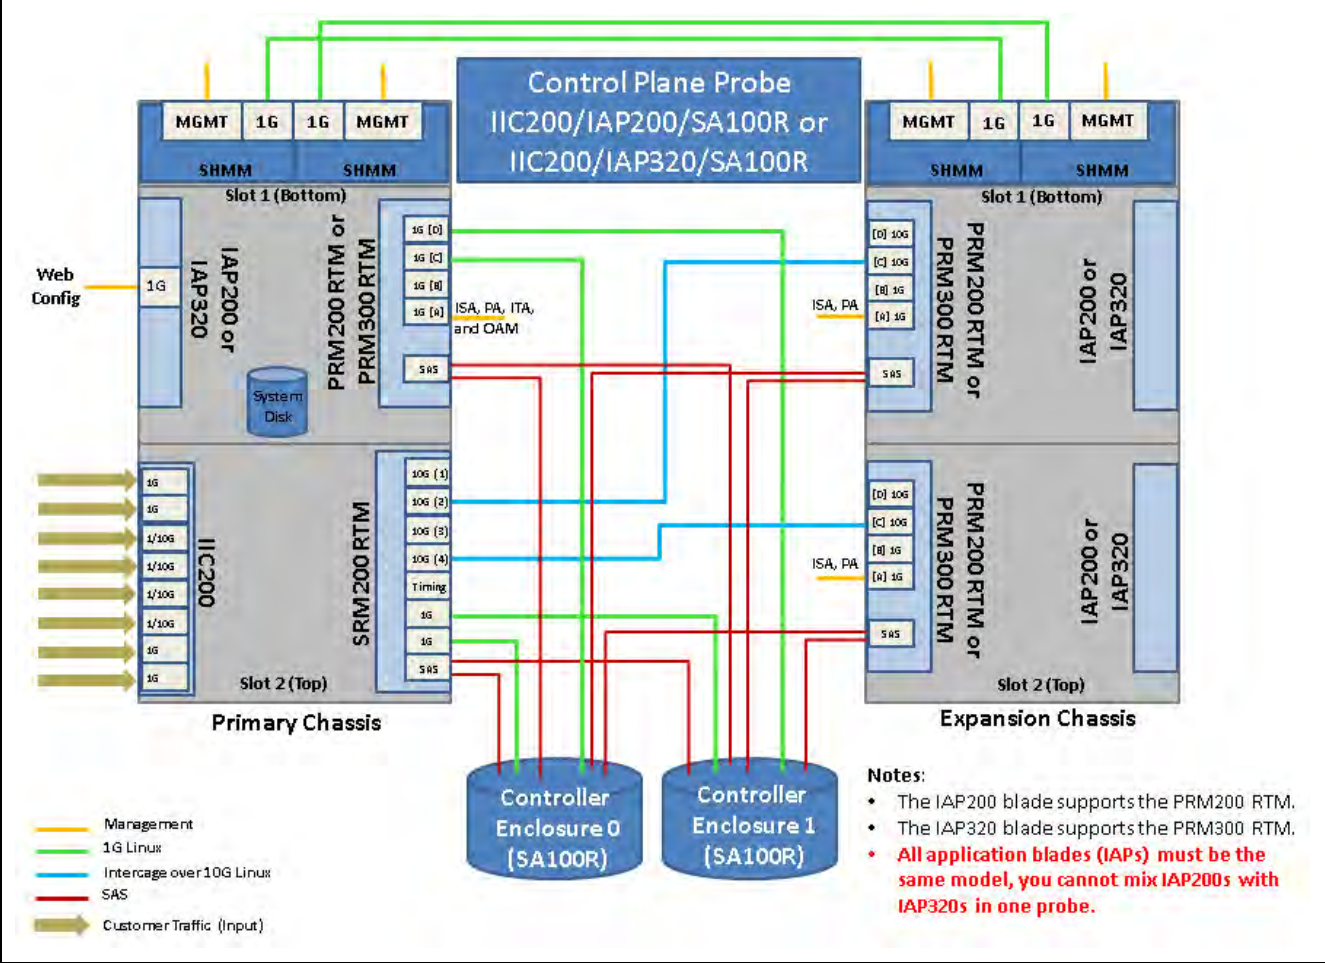 Control Plane Probe
IIC200/IAP200/SA100R or
IIC200/IAP320/SA100R
MGMT
1G
1G
MGMT
SHMM
SHMM
Slot 1 (Bottom)
Web
Config
1G
IAP200 or
IAP320
System
Disk
PRM200 RTM or
PRM300 RTM
1G [D]
1G [C]
1G [B]
1G [A]
SAS
ISA, PA, ITA,
and OAM
1G
1G
1/10G
1/10G
1/10G
1/10G
1G
1G
IIC200
SRM200 RTM
10G (1)
10G (2)
10G (3)
10G (4)
Timing
1G
1G
SAS
Slot 2 (Top)
Primary Chassis
MGMT
1G
1G
MGMT
SHMM
SHMM
Slot 1 (Bottom)
[D] 10G
[C] 10G
[B] 1G
[A] 1G
SAS
ISA, PA
PRM200 RTM or
PRM300 RTM
IAP200 or
IAP320
[D] 10G
[C] 10G
[B] 1G
[A] 1G
SAS
ISA, PA
PRM200 RTM or
PRM300 RTM
IAP200 or
IAP320
Slot 2 (Top)
Expansion Chassis
Controller
Enclosure 0
(SA100R)
Controller
Enclosure 1
(SA100R)
Management
1G Linux
Intercage over 10G Linux
SAS
Customer Traffic (Input)
Notes:
• The IAP200 blade supports the PRM200 RTM.
• The IAP320 blade supports the PRM300 RTM.
• All application blades (IAPs) must be the
same model, you cannot mix IAP200s with
IAP320s in one probe.